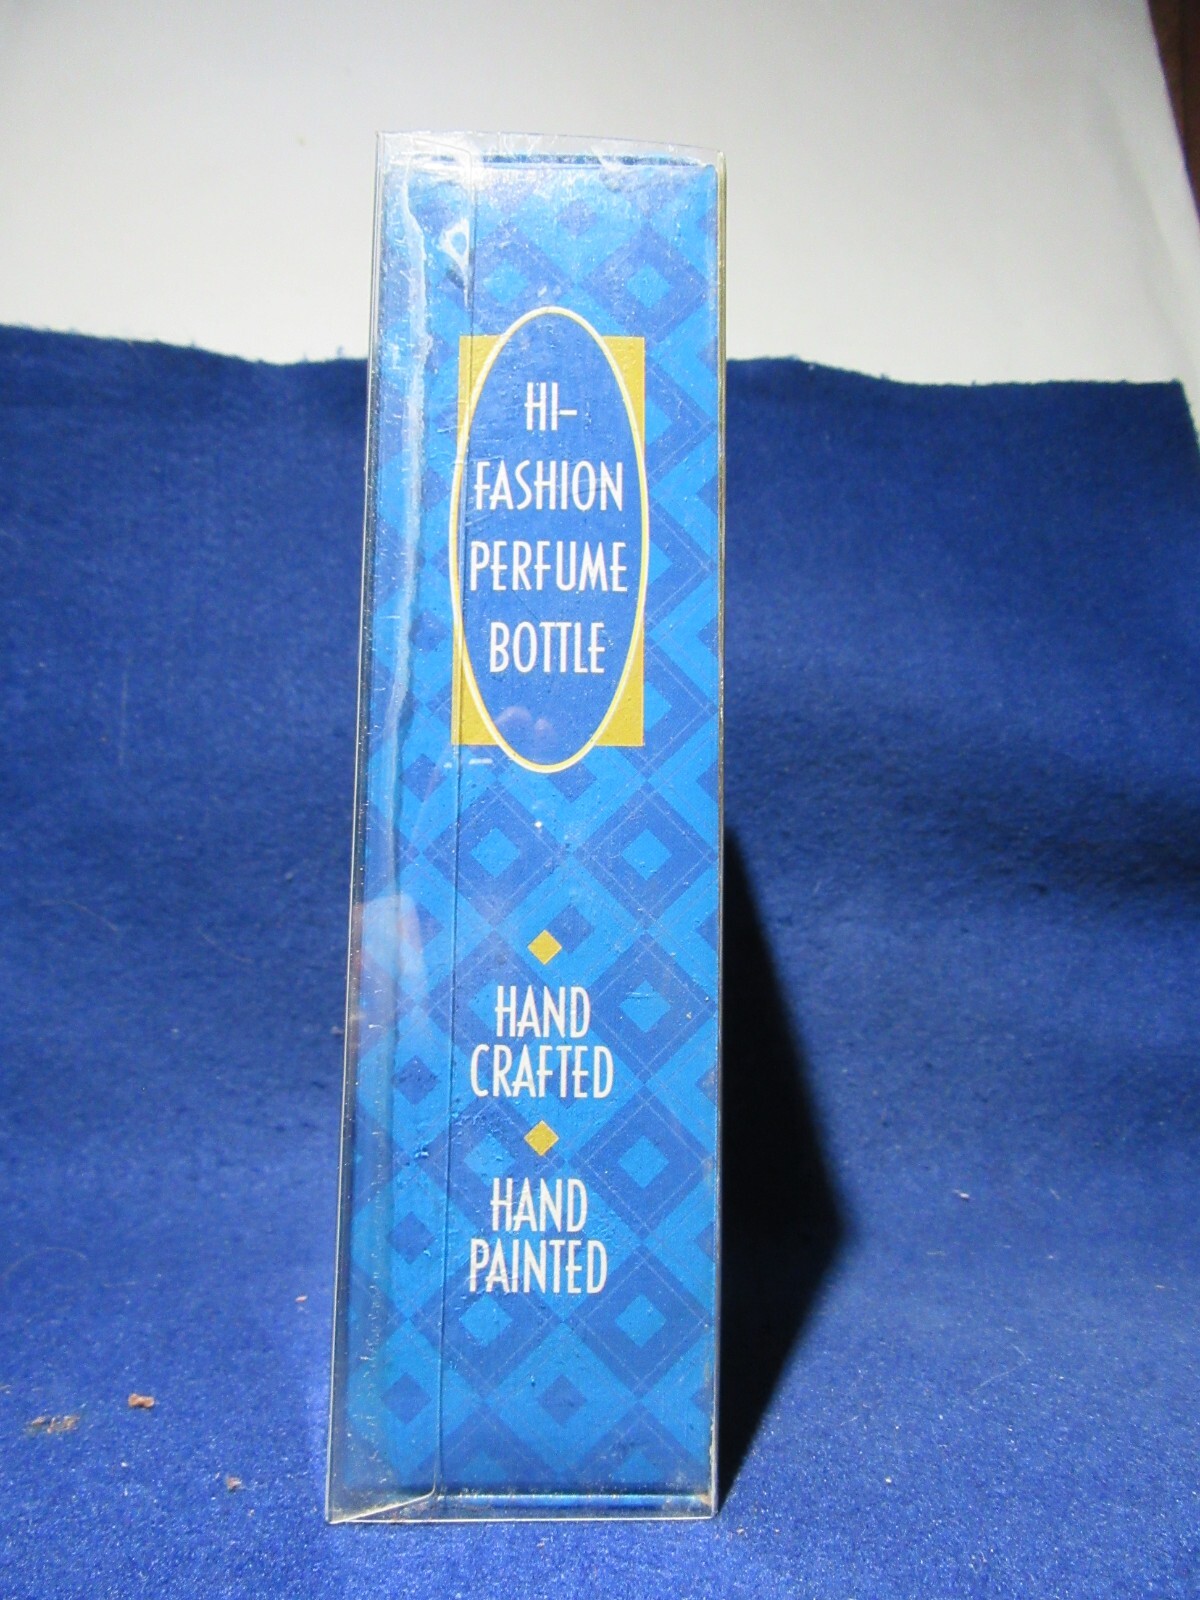 HI-
FASHION
PERFUME
BOTTLE
HAND
CRAFTED
HAND
PAINTED